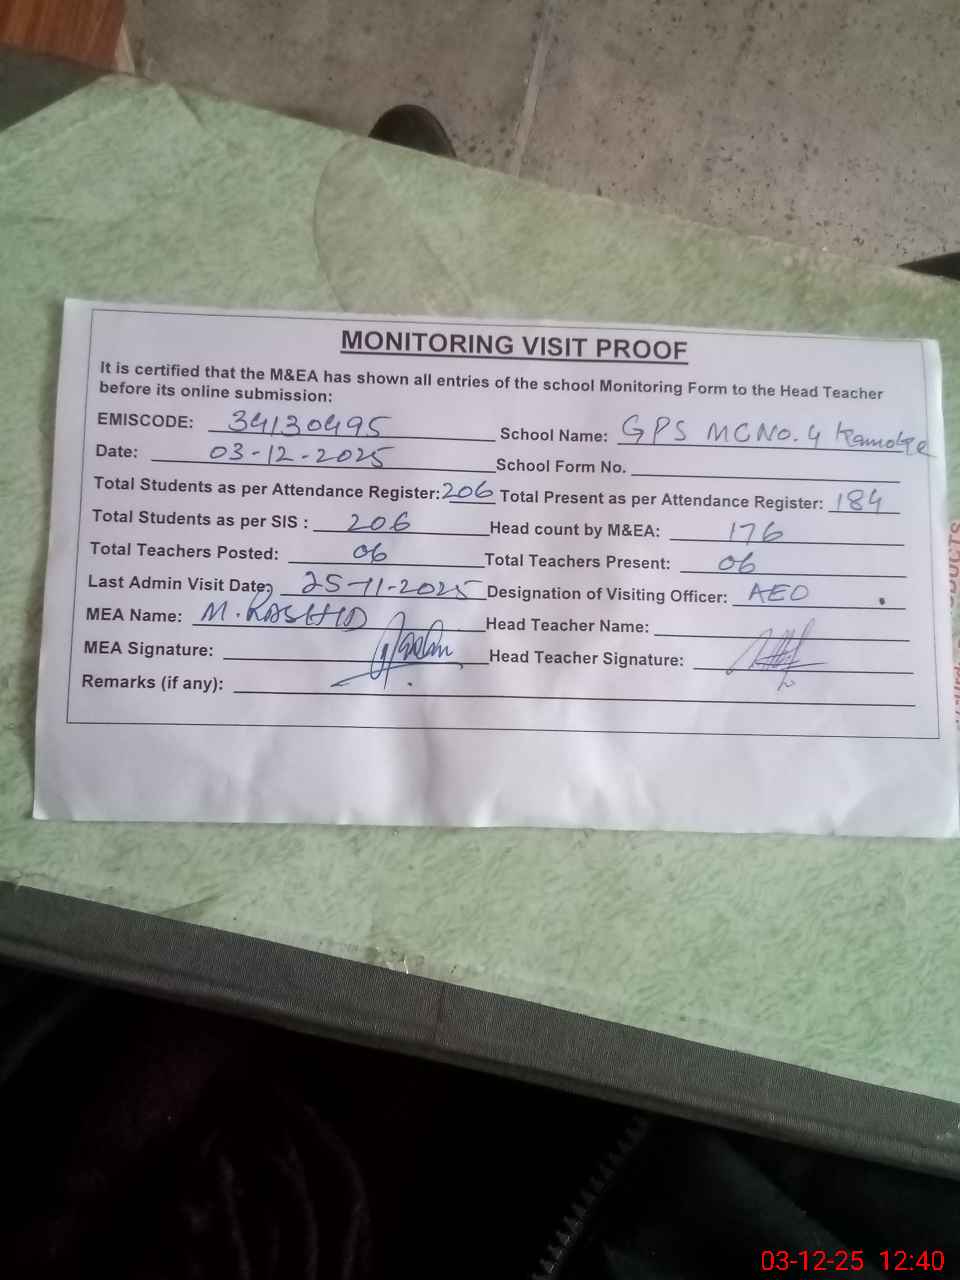 MONITORING VISIT PROOF
It is certified that the M&EA has shown all entries of the school Monitoring Form to the Head Teacher
before its online submission:
EMISCODE: 34130495 School Name: GPS MC No. 4 Kamoke
Date: 03-12-2025 School Form No.
Total Students as per Attendance Register: 206 Total Present as per Attendance Register: 184
Total Students as per SIS : 206 Head count by M&EA: 176
Total Teachers Posted: 06 Total Teachers Present: 06
Last Admin Visit Date: 25-11-2025 Designation of Visiting Officer: AEO
MEA Name: M. RASHID Head Teacher Name:
MEA Signature: Head Teacher Signature:
Remarks (if any):
03-12-25 12:40